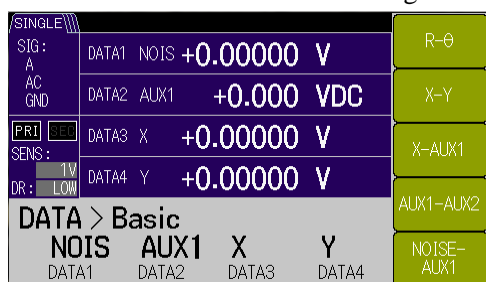 SINGLE
SIG:
A
AC
GND
PRI SEC
SENS:
1V
DR: LOW
DATA1 NOIS +0.00000 V
DATA2 AUX1 +0.000 VDC
DATA3 X +0.00000 V
DATA4 Y +0.00000 V
DATA > Basic
NOIS AUX1 X Y
DATA1 DATA2 DATA3 DATA4
R-θ
X-Y
X-AUX1
AUX1-AUX2
NOISE-
AUX1